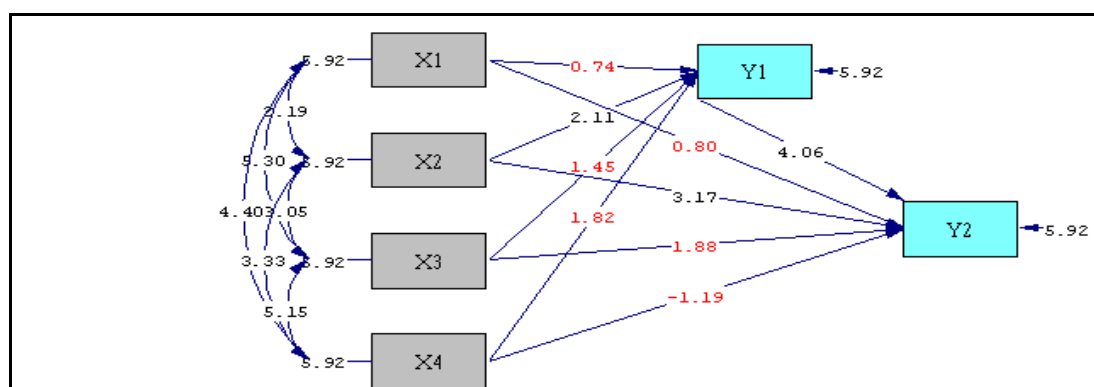 5.92 X1 0.74 Y1 5.92
2.19 2.11
5.30 5.92 X2 0.80 4.06
4.40 3.05 1.45 3.17
1.82 Y2 5.92
3.33 5.92 X3 1.88
5.15 -1.19
5.92 X4